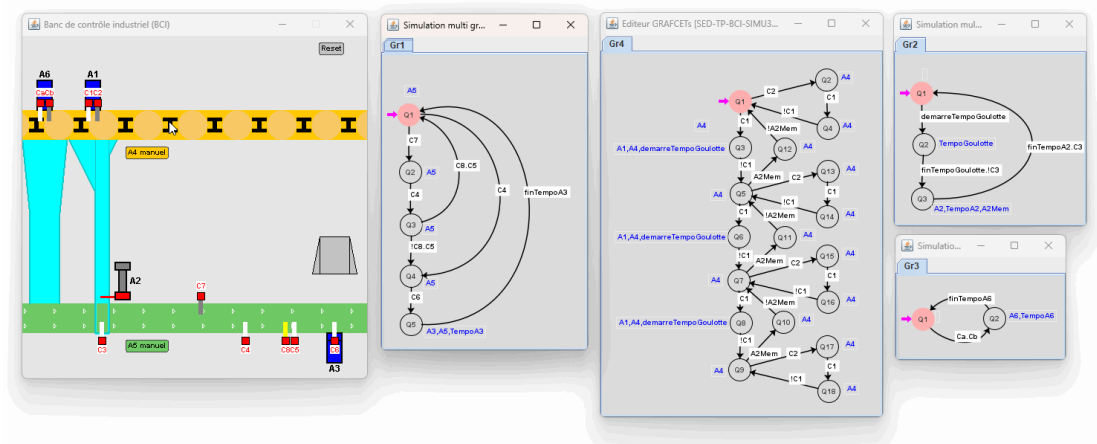 Banc de contrôle industriel (BCI)
Reset
A6
A1
CaCb
C1C2
A4 manuel
A2
C7
C3
A5 manuel
C4
C8C5
C6
A3
Simulation multi gr...
Gr1
A5
Q1
C7
C8.C5
Q2
A5
C4
C4
finTempoA3
Q3
A5
!C8.C5
Q4
A5
C6
Q5
A3,A5,TempoA3
Editeur GRAFCETs [SED-TP-BCI-SIMU3...
Gr4
Q2
A4
C2
Q1
C1
!C1
A4
C1
!A2Mem
Q4
A4
A1,A4,demarreTempoGoulotte
Q3
Q12
A4
!C1
A2Mem
Q13
A4
C2
A4
Q5
C1
!C1
C1
!A2Mem
Q14
A4
A1,A4,demarreTempoGoulotte
Q6
Q11
A4
!C1
A2Mem
Q15
A4
C2
A4
Q7
C1
!C1
C1
!A2Mem
Q16
A4
A1,A4,demarreTempoGoulotte
Q8
Q10
A4
!C1
A2Mem
Q17
A4
C2
A4
Q9
C1
!C1
Q18
A4
Simulation mul...
Gr2
Q1
demarreTempoGoulotte
Q2
TempoGoulotte
finTempoA2.C3
finTempoGoulotte.!C3
Q3
A2,TempoA2,A2Mem
Simulatio...
Gr3
finTempoA6
Q1
Q2
A6,TempoA6
Ca.Cb